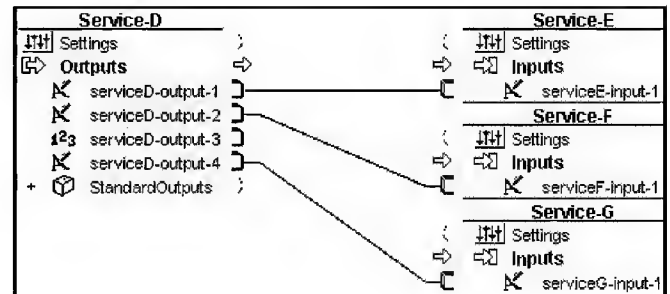 Service-D
Settings
Outputs
serviceD-output-1
serviceD-output-2
123 serviceD-output-3
serviceD-output-4
+ StandardOutputs
Service-E
Settings
Inputs
serviceE-input-1
Service-F
Settings
Inputs
serviceF-input-1
Service-G
Settings
Inputs
serviceG-input-1